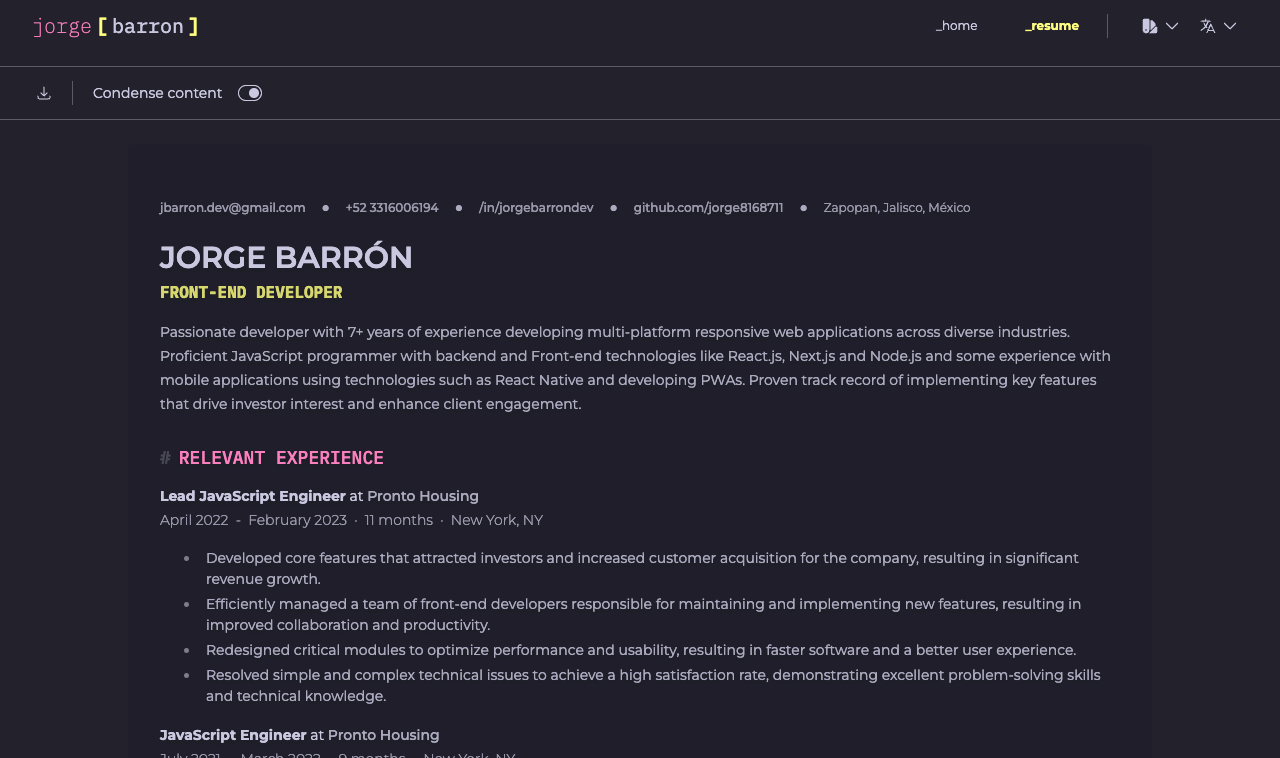 jorge[barron]
_home
_resume
Condense content
jbarron.dev@gmail.com ● +52 3316006194 ● /in/jorgebarrondev ● github.com/jorge8168711 ● Zapopan, Jalisco, México
JORGE BARRÓN
FRONT-END DEVELOPER
Passionate developer with 7+ years of experience developing multi-platform responsive web applications across diverse industries.
Proficient JavaScript programmer with backend and Front-end technologies like React.js, Next.js and Node.js and some experience with
mobile applications using technologies such as React Native and developing PWAs. Proven track record of implementing key features
that drive investor interest and enhance client engagement.
# RELEVANT EXPERIENCE
Lead JavaScript Engineer at Pronto Housing
April 2022 - February 2023 · 11 months · New York, NY
• Developed core features that attracted investors and increased customer acquisition for the company, resulting in significant
revenue growth.
• Efficiently managed a team of front-end developers responsible for maintaining and implementing new features, resulting in
improved collaboration and productivity.
• Redesigned critical modules to optimize performance and usability, resulting in faster software and a better user experience.
• Resolved simple and complex technical issues to achieve a high satisfaction rate, demonstrating excellent problem-solving skills
and technical knowledge.
JavaScript Engineer at Pronto Housing
July 2021 - March 2022 · 9 months · New York, NY